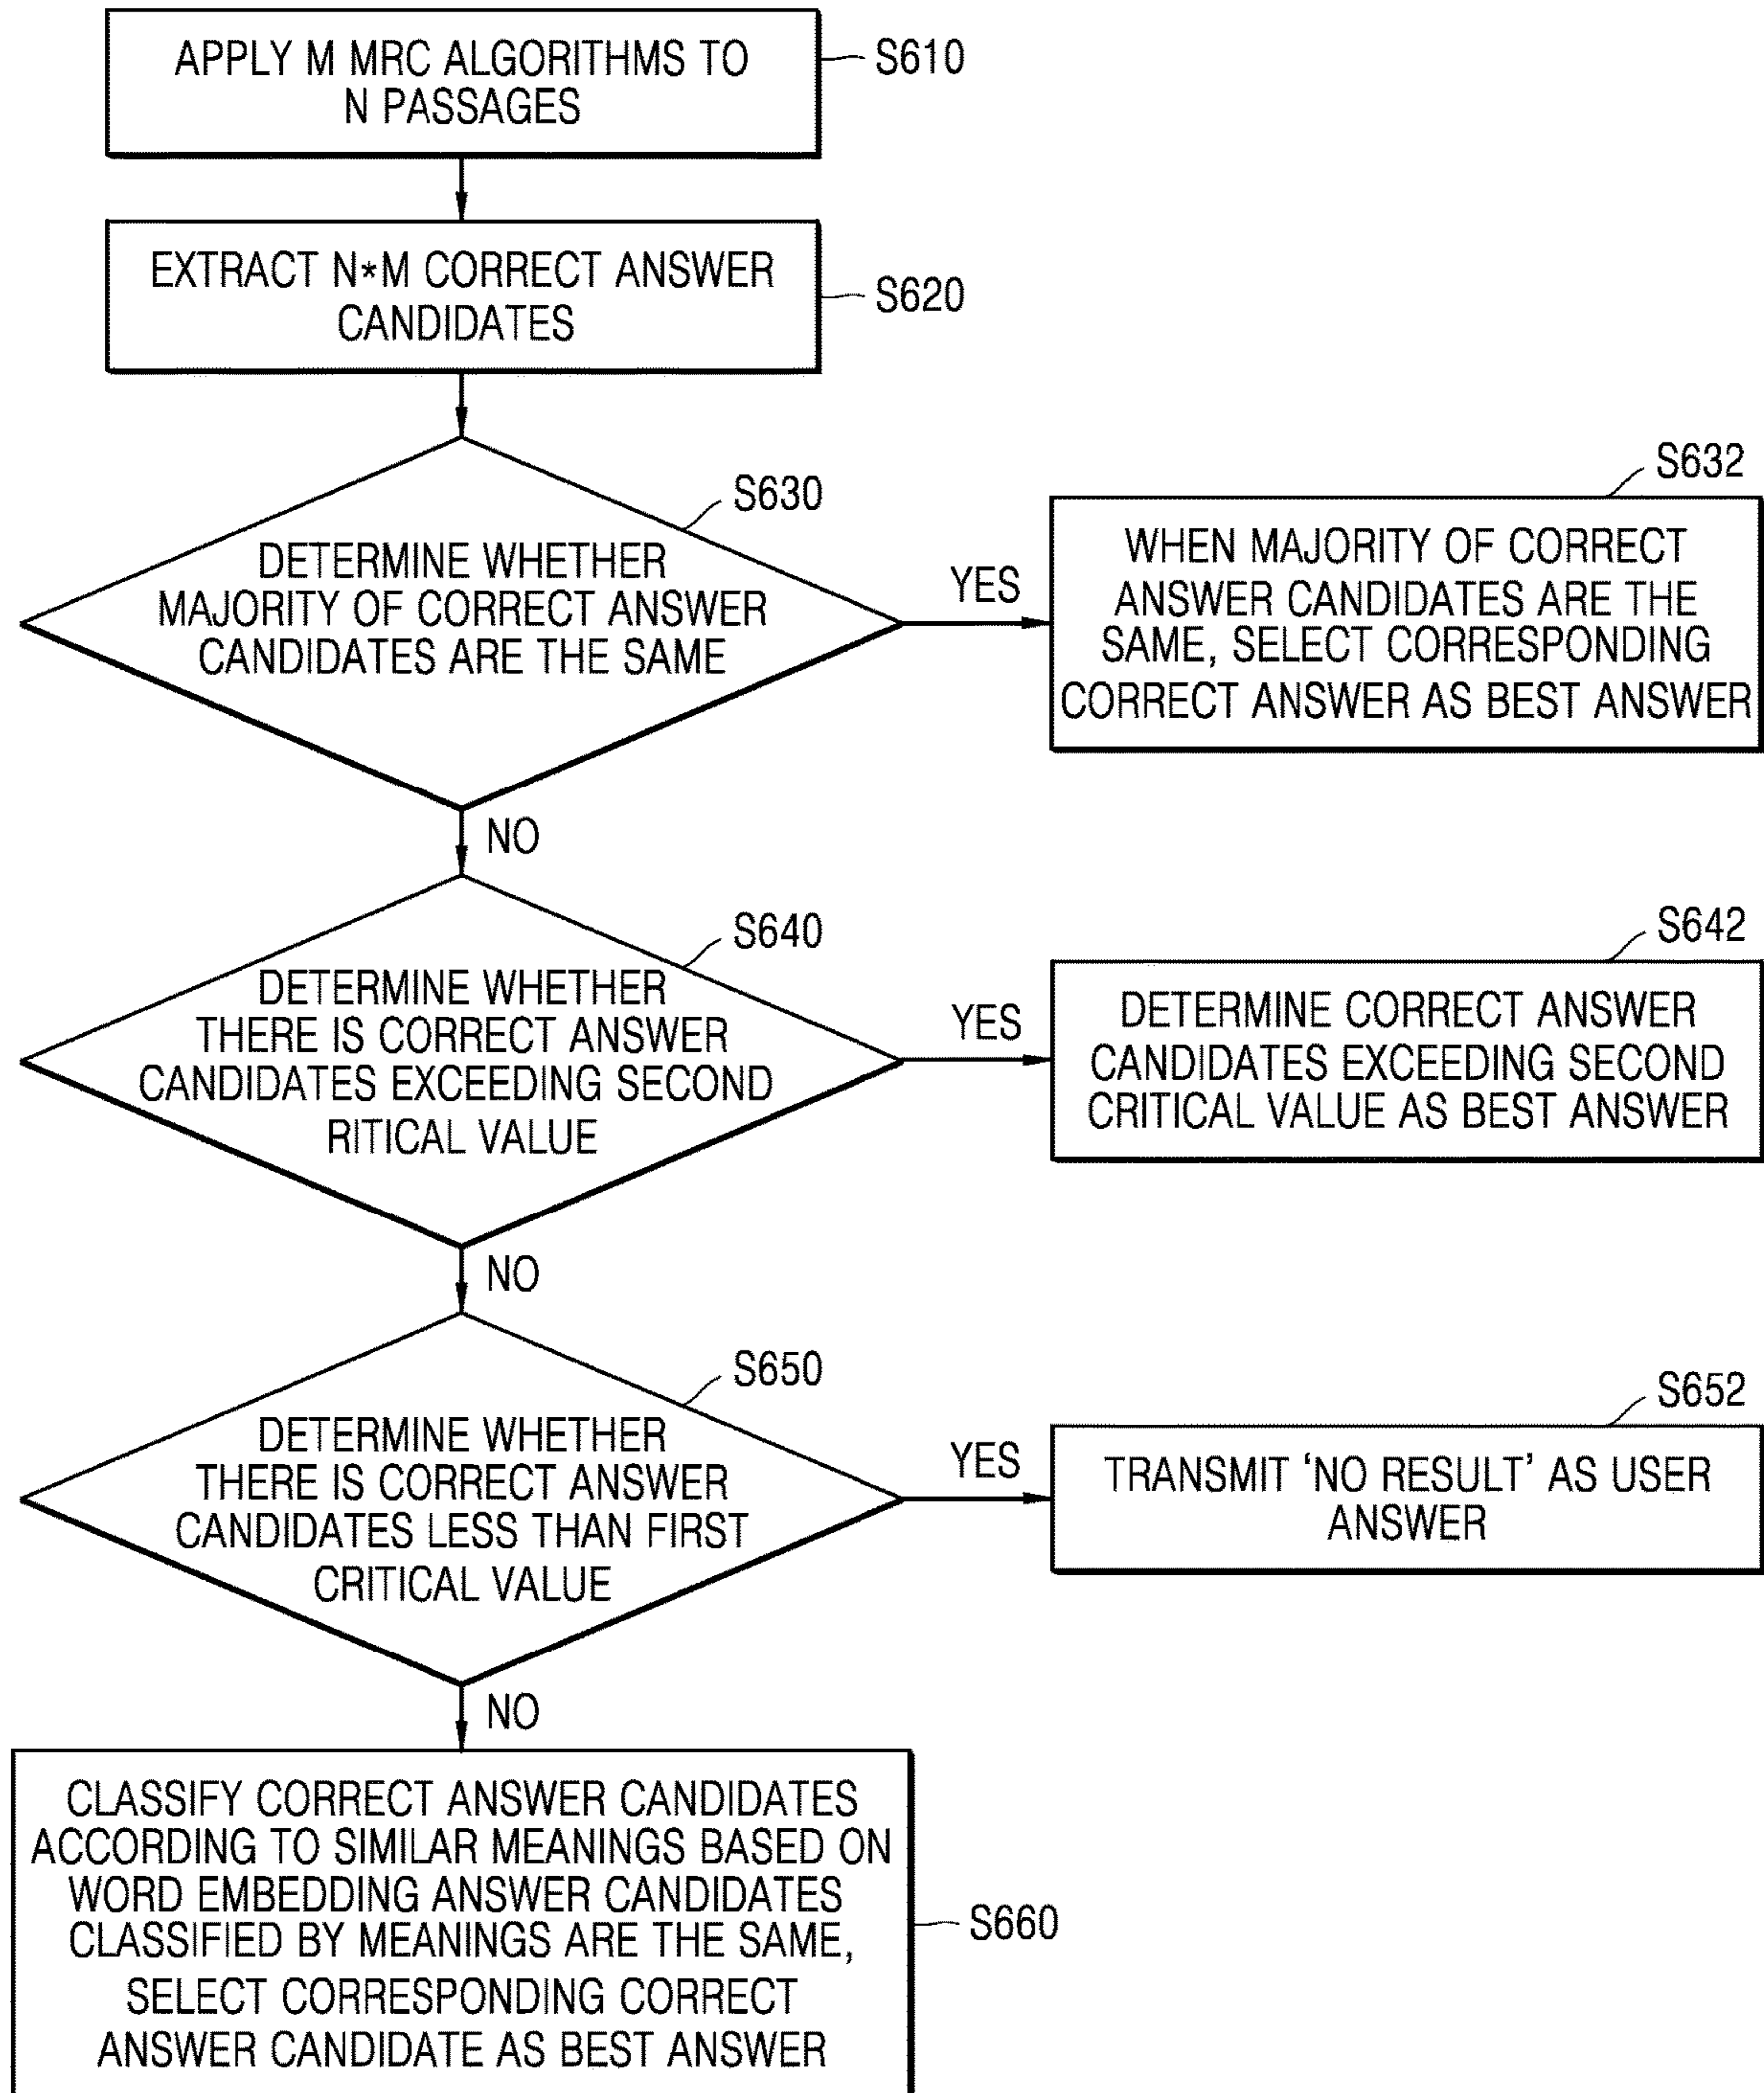 APPLY M MRC ALGORITHMS TO
N PASSAGES
S610
EXTRACT N*M CORRECT ANSWER
CANDIDATES
S620
S630
DETERMINE WHETHER
MAJORITY OF CORRECT ANSWER
CANDIDATES ARE THE SAME
YES
S632
WHEN MAJORITY OF CORRECT
ANSWER CANDIDATES ARE THE
SAME, SELECT CORRESPONDING
CORRECT ANSWER AS BEST ANSWER
NO
S640
DETERMINE WHETHER
THERE IS CORRECT ANSWER
CANDIDATES EXCEEDING SECOND
RITICAL VALUE
YES
S642
DETERMINE CORRECT ANSWER
CANDIDATES EXCEEDING SECOND
CRITICAL VALUE AS BEST ANSWER
NO
S650
DETERMINE WHETHER
THERE IS CORRECT ANSWER
CANDIDATES LESS THAN FIRST
CRITICAL VALUE
YES
S652
TRANSMIT ‘NO RESULT’ AS USER
ANSWER
NO
CLASSIFY CORRECT ANSWER CANDIDATES
ACCORDING TO SIMILAR MEANINGS BASED ON
WORD EMBEDDING ANSWER CANDIDATES
CLASSIFIED BY MEANINGS ARE THE SAME,
SELECT CORRESPONDING CORRECT
ANSWER CANDIDATE AS BEST ANSWER
S660